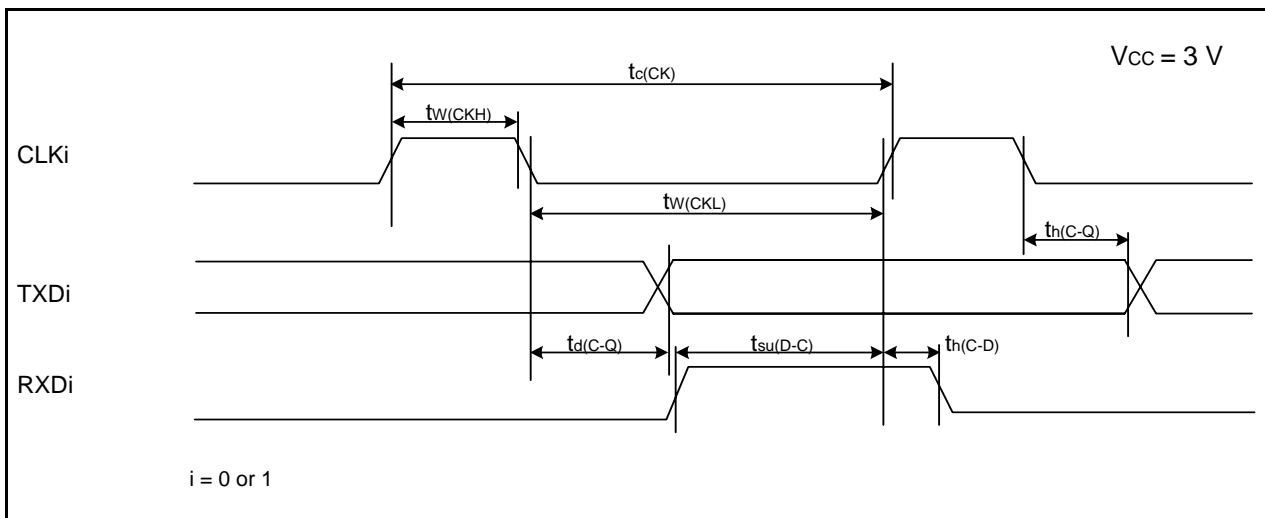 VCC = 3 V
tc(CK)
tW(CKH)
CLKi
tW(CKL)
th(C-Q)
TXDi
td(C-Q)
tsu(D-C)
th(C-D)
RXDi
i = 0 or 1